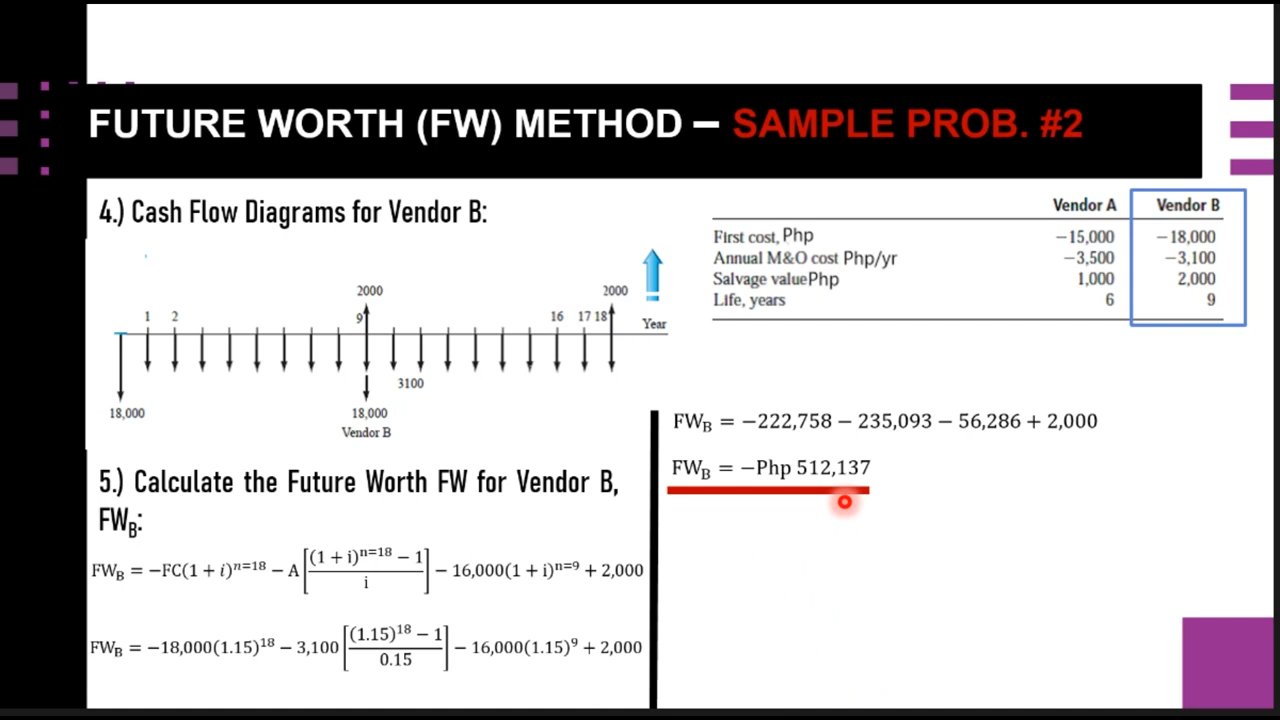 FUTURE WORTH (FW) METHOD – SAMPLE PROB. #2
4.) Cash Flow Diagrams for Vendor B:
2000 2000
1 2 9 16 17 18 Year
3100
18,000 18,000
Vendor B
Vendor A Vendor B
First cost, Php −15,000 −18,000
Annual M&O cost Php/yr −3,500 −3,100
Salvage value Php 1,000 2,000
Life, years 6 9
5.) Calculate the Future Worth FW for Vendor B,
FW_B:
FW_B = −FC(1 + i)^{n=18} − A[((1 + i)^{n=18} − 1)/i] − 16,000(1 + i)^{n=9} + 2,000
FW_B = −18,000(1.15)^{18} − 3,100[((1.15)^{18} − 1)/0.15] − 16,000(1.15)^9 + 2,000
FW_B = −222,758 − 235,093 − 56,286 + 2,000
FW_B = −Php 512,137